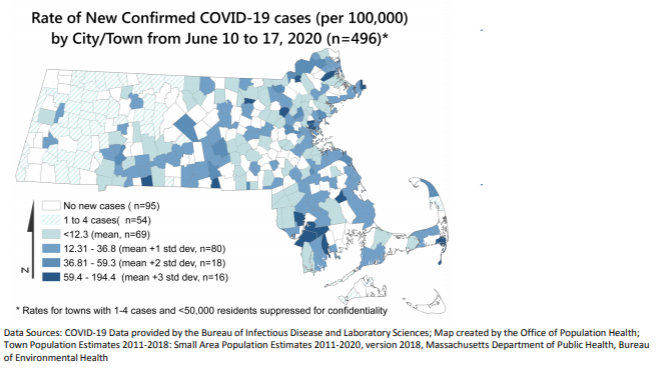 Rate of New Confirmed COVID-19 cases (per 100,000)
by City/Town from June 10 to 17, 2020 (n=496)*
No new cases ( n=95)
1 to 4 cases( n=54)
<12.3 (mean, n=69)
12.31 - 36.8 (mean +1 std dev, n=80)
36.81 - 59.3 (mean +2 std dev, n=18)
59.4 - 194.4 (mean +3 std dev, n=16)
N
* Rates for towns with 1-4 cases and <50,000 residents suppressed for confidentiality
Data Sources: COVID-19 Data provided by the Bureau of Infectious Disease and Laboratory Sciences; Map created by the Office of Population Health;
Town Population Estimates 2011-2018: Small Area Population Estimates 2011-2020, version 2018, Massachusetts Department of Public Health, Bureau
of Environmental Health